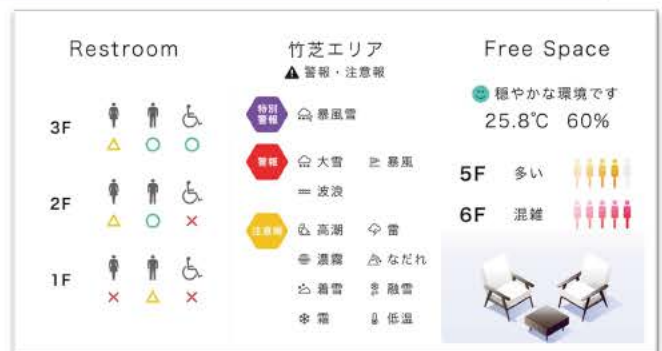 Restroom
3F
△ ○ ○
2F
△ ○ ×
1F
× △ ×
竹芝エリア
警報・注意報
特別
警報
暴風雪
警報
大雪 暴風
波浪
注意報
高潮 雷
濃霧 なだれ
着雪 融雪
霜 低温
Free Space
穏やかな環境です
25.8℃ 60%
5F 多い
6F 混雑